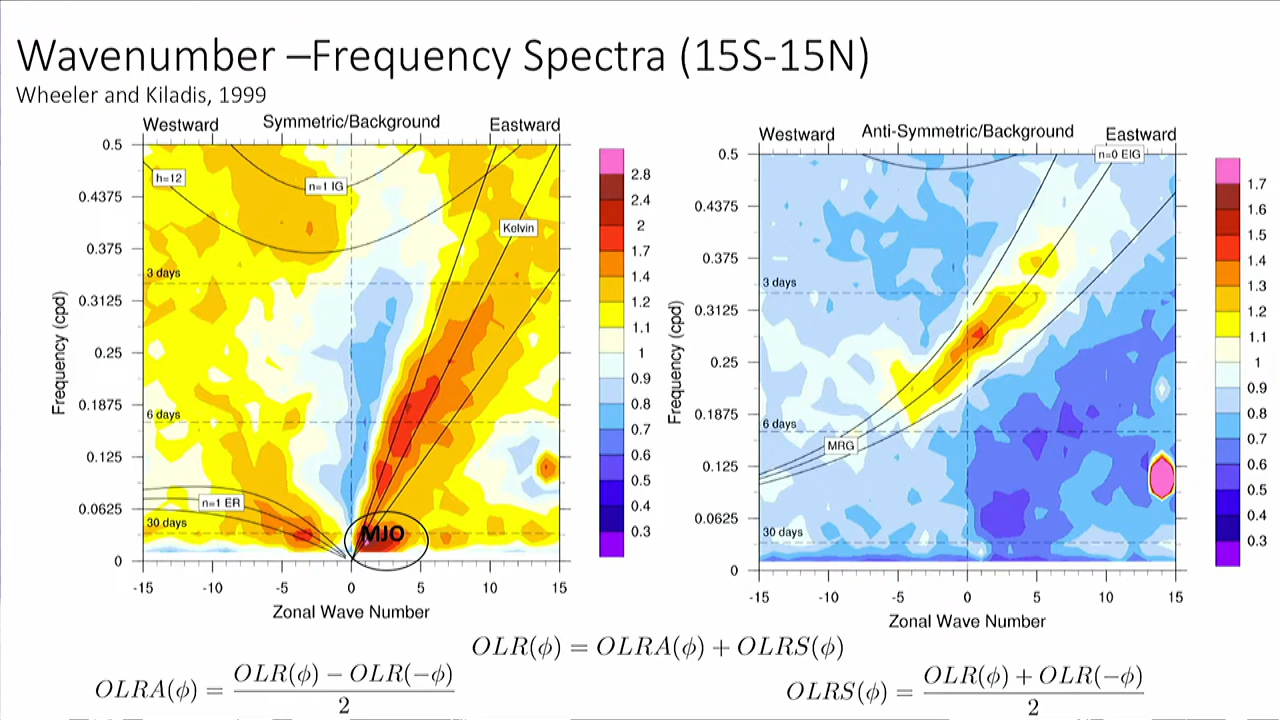 Wavenumber –Frequency Spectra (15S-15N)
Wheeler and Kiladis, 1999
Westward Symmetric/Background Eastward
0.5
0.4375
0.375
0.3125
0.25
0.1875
0.125
0.0625
0
Frequency (cpd)
h=12
n=1 IG
Kelvin
3 days
6 days
n=1 ER
30 days
MJO
-15 -10 -5 0 5 10 15
Zonal Wave Number
2.8
2.4
2
1.7
1.4
1.2
1.1
1
0.9
0.8
0.7
0.6
0.5
0.4
0.3
Westward Anti-Symmetric/Background Eastward
0.5
0.4375
0.375
0.3125
0.25
0.1875
0.125
0.0625
0
Frequency (cpd)
n=0 EIG
3 days
6 days
MRG
30 days
-15 -10 -5 0 5 10 15
Zonal Wave Number
1.7
1.6
1.5
1.4
1.3
1.2
1.1
1
0.9
0.8
0.7
0.6
0.5
0.4
0.3
OLR(ϕ) = OLRA(ϕ) + OLRS(ϕ)
OLRA(ϕ) = OLR(ϕ) − OLR(−ϕ) / 2
OLRS(ϕ) = OLR(ϕ) + OLR(−ϕ) / 2